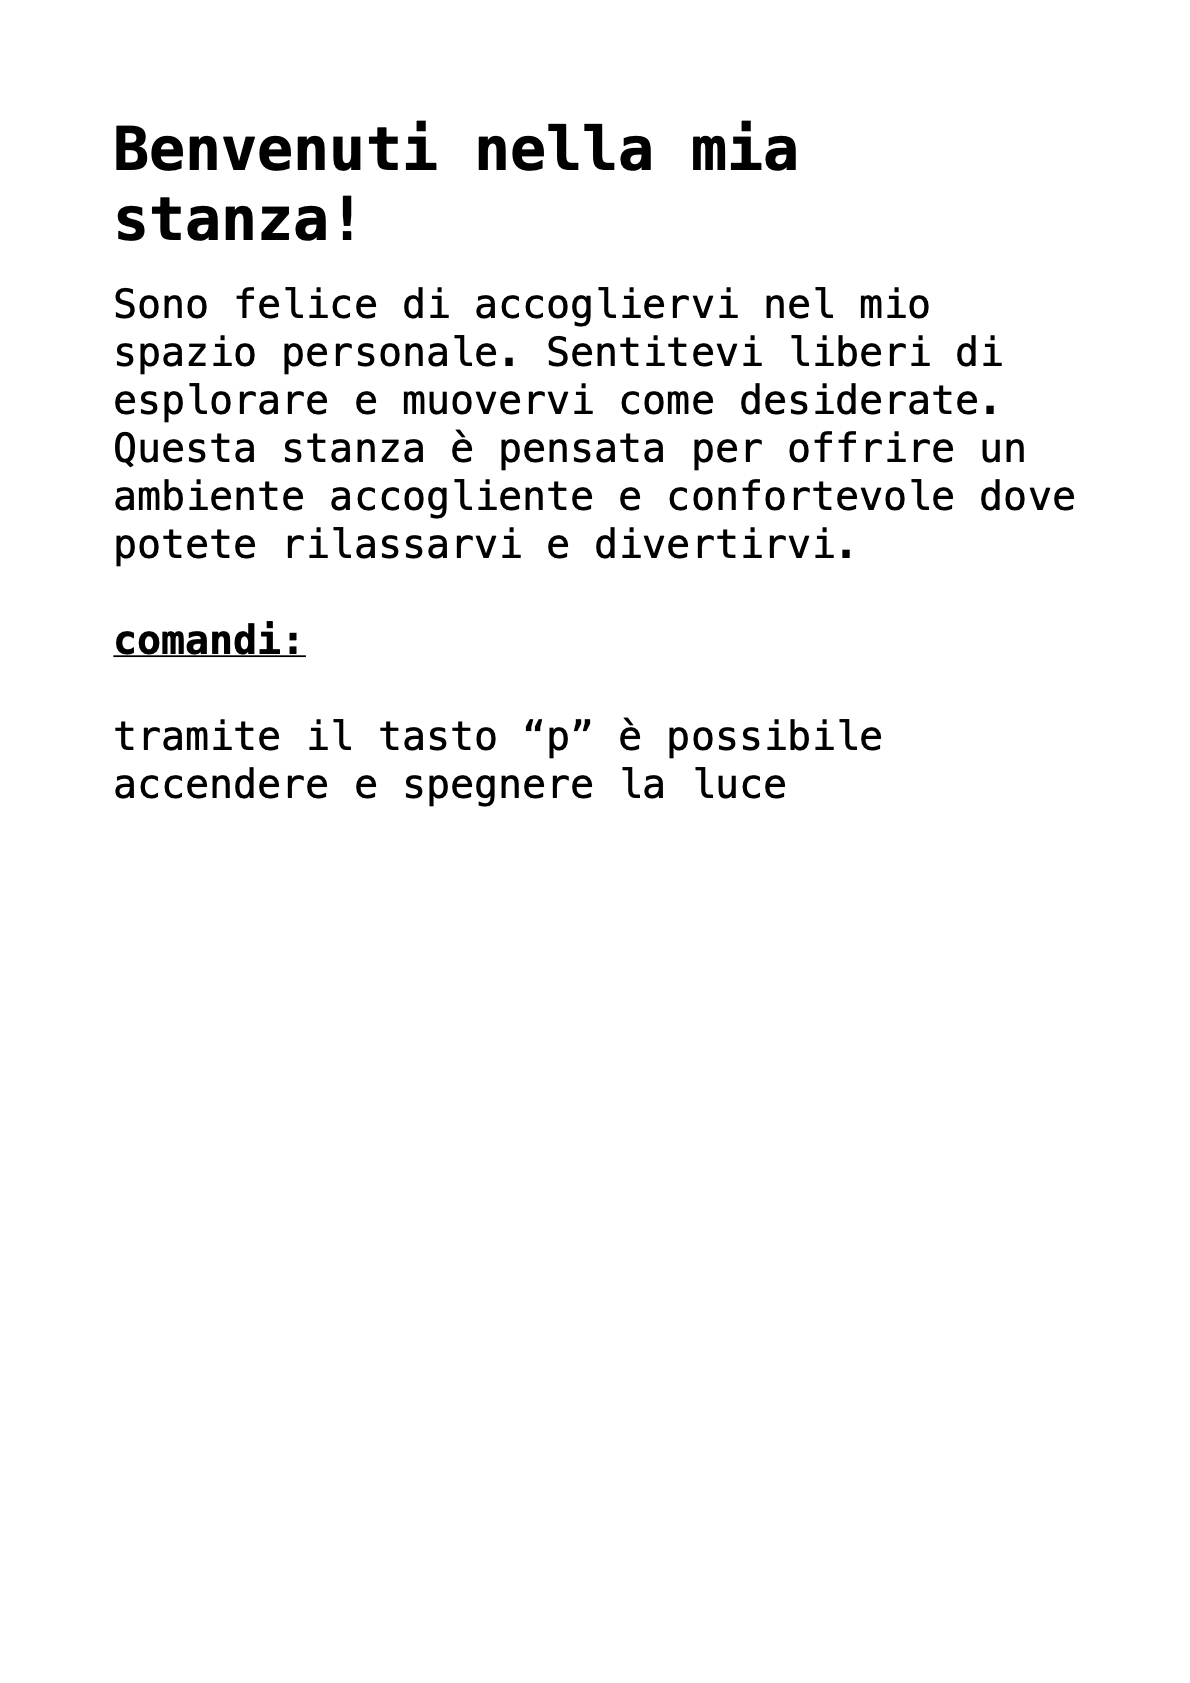 Benvenuti nella mia
stanza!
Sono felice di accogliervi nel mio
spazio personale. Sentitevi liberi di
esplorare e muovervi come desiderate.
Questa stanza è pensata per offrire un
ambiente accogliente e confortevole dove
potete rilassarvi e divertirvi.
comandi:
tramite il tasto “p” è possibile
accendere e spegnere la luce